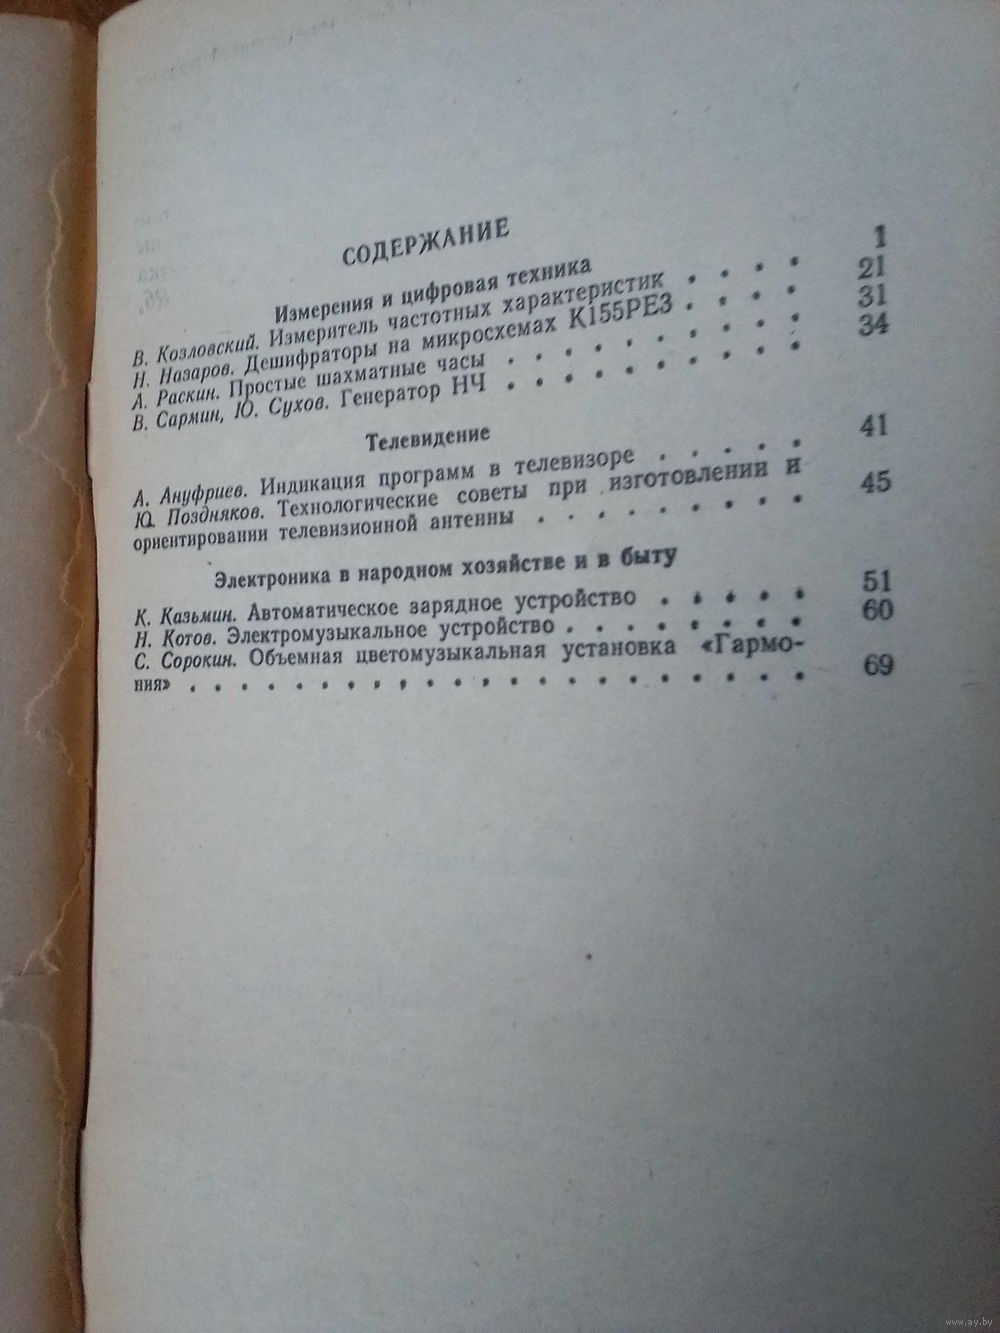 СОДЕРЖАНИЕ
Измерения и цифровая техника
В. Козловский. Измеритель частотных характеристик . . . . 1
Н. Назаров. Дешифраторы на микросхемах К155РЕ3 . . . . 21
А. Раскин. Простые шахматные часы . . . . . . . . . . 31
В. Сармин, Ю. Сухов. Генератор НЧ . . . . . . . . . . 34
Телевидение
А. Ануфриев. Индикация программ в телевизоре . . . . . 41
Ю. Поздняков. Технологические советы при изготовлении и
ориентировании телевизионной антенны . . . . . . . . . 45
Электроника в народном хозяйстве и в быту
К. Казьмин. Автоматическое зарядное устройство . . . . . 51
Н. Котов. Электромузыкальное устройство . . . . . . . . 60
С. Сорокин. Объемная цветомузыкальная установка «Гармо-
ния» . . . . . . . . . . . . . . . . . . . . . . . . 69
www.ay.by